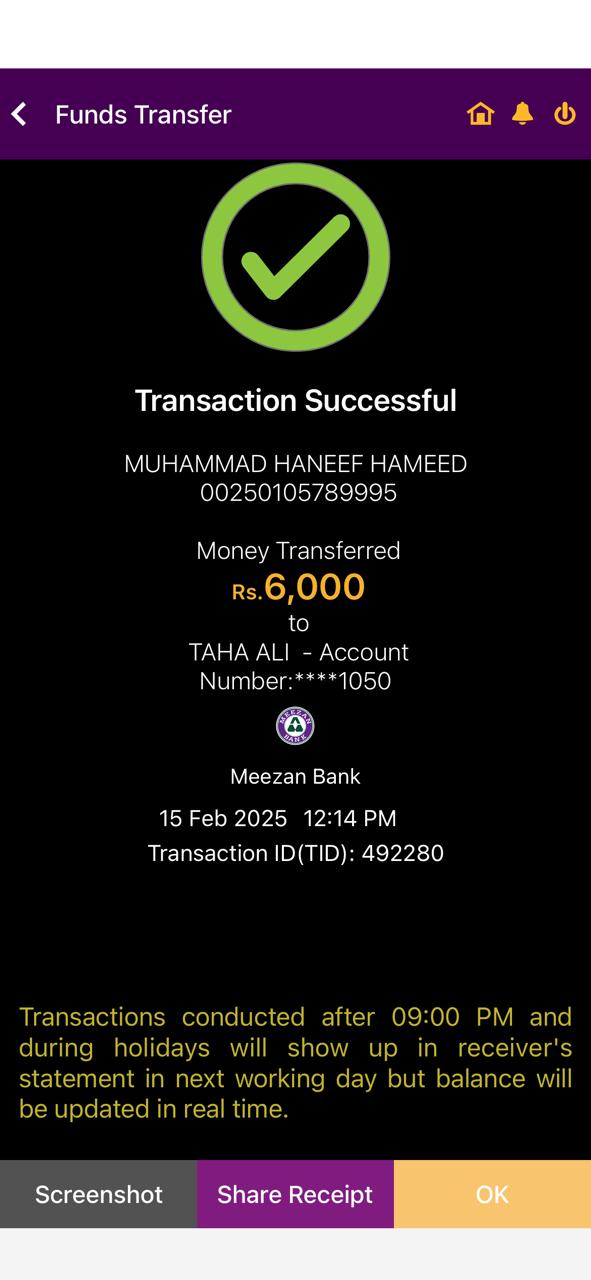 Funds Transfer
Transaction Successful
MUHAMMAD HANEEF HAMEED
00250105789995
Money Transferred
Rs.6,000
to
TAHA ALI - Account
Number:****1050
MEEZAN
BANK
Meezan Bank
15 Feb 2025 12:14 PM
Transaction ID(TID): 492280
Transactions conducted after 09:00 PM and
during holidays will show up in receiver's
statement in next working day but balance will
be updated in real time.
Screenshot
Share Receipt
OK